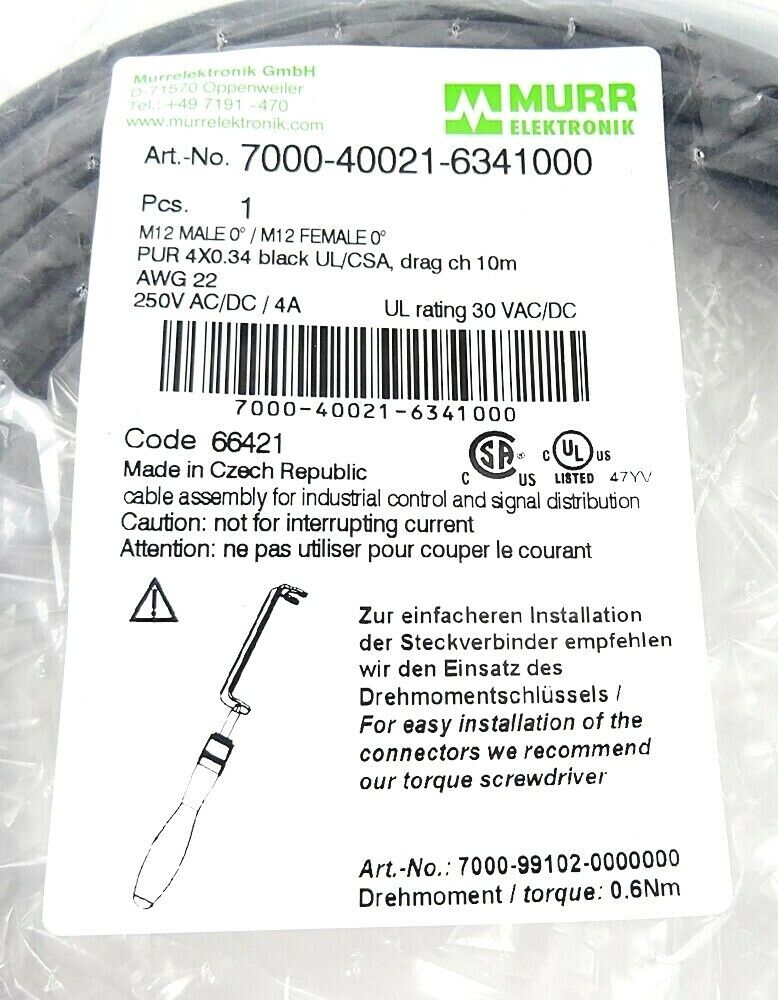 Murrelektronik GmbH
D-71570 Oppenweiler
Tel.: +49 7191 -470
www.murrelektronik.com
MURR
ELEKTRONIK
Art.-No. 7000-40021-6341000
Pcs. 1
M12 MALE 0° / M12 FEMALE 0°
PUR 4X0.34 black UL/CSA, drag ch 10m
AWG 22
250V AC/DC / 4A UL rating 30 VAC/DC
7000-40021-6341000
Code 66421
Made in Czech Republic
C SA ® US
C UL US
LISTED 47YV
cable assembly for industrial control and signal distribution
Caution: not for interrupting current
Attention: ne pas utiliser pour couper le courant
Zur einfacheren Installation
der Steckverbinder empfehlen
wir den Einsatz des
Drehmomentschlüssels /
For easy installation of the
connectors we recommend
our torque screwdriver
Art.-No.: 7000-99102-0000000
Drehmoment / torque: 0.6Nm